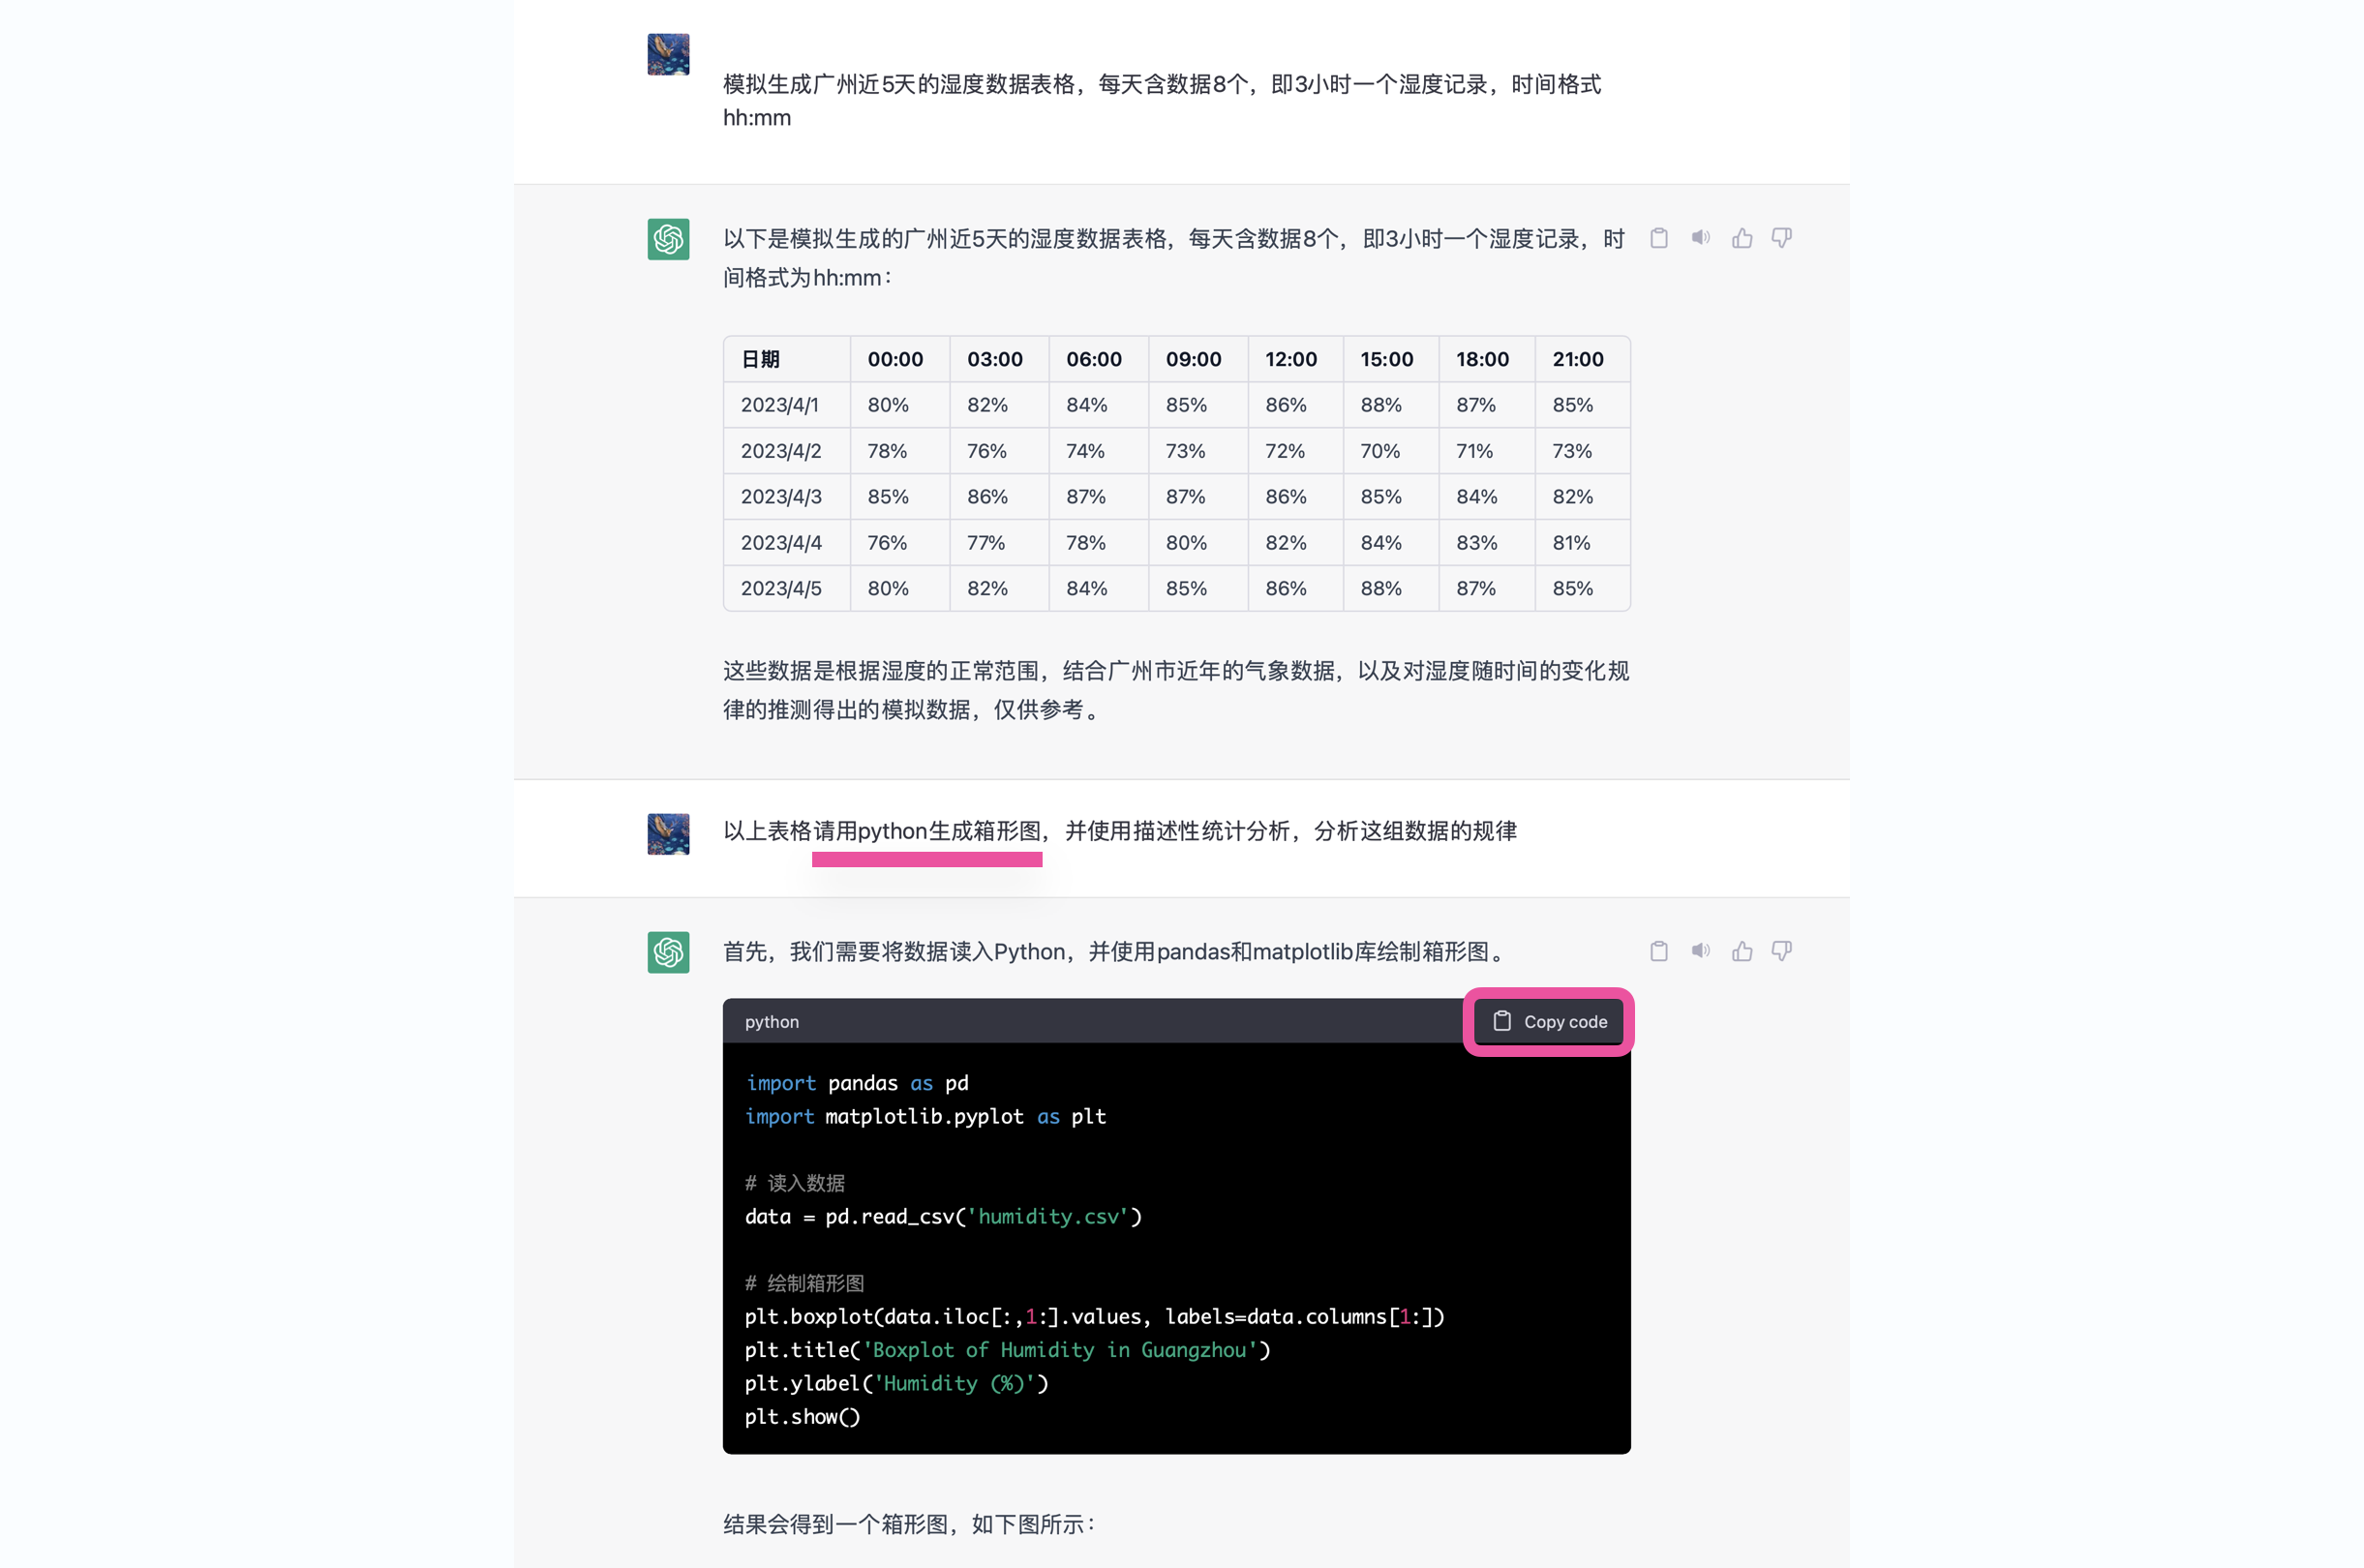 模拟生成广州近5天的湿度数据表格，每天含数据8个，即3小时一个湿度记录，时间格式
hh:mm
以下是模拟生成的广州近5天的湿度数据表格，每天含数据8个，即3小时一个湿度记录，时
间格式为hh:mm：
日期 00:00 03:00 06:00 09:00 12:00 15:00 18:00 21:00
2023/4/1 80% 82% 84% 85% 86% 88% 87% 85%
2023/4/2 78% 76% 74% 73% 72% 70% 71% 73%
2023/4/3 85% 86% 87% 87% 86% 85% 84% 82%
2023/4/4 76% 77% 78% 80% 82% 84% 83% 81%
2023/4/5 80% 82% 84% 85% 86% 88% 87% 85%
这些数据是根据湿度的正常范围，结合广州市近年的气象数据，以及对湿度随时间的变化规
律的推测得出的模拟数据，仅供参考。
以上表格请用python生成箱形图，并使用描述性统计分析，分析这组数据的规律
首先，我们需要将数据读入Python，并使用pandas和matplotlib库绘制箱形图。
python Copy code
import pandas as pd
import matplotlib.pyplot as plt
# 读入数据
data = pd.read_csv('humidity.csv')
# 绘制箱形图
plt.boxplot(data.iloc[:,1:].values, labels=data.columns[1:])
plt.title('Boxplot of Humidity in Guangzhou')
plt.ylabel('Humidity (%)')
plt.show()
结果会得到一个箱形图，如下图所示：